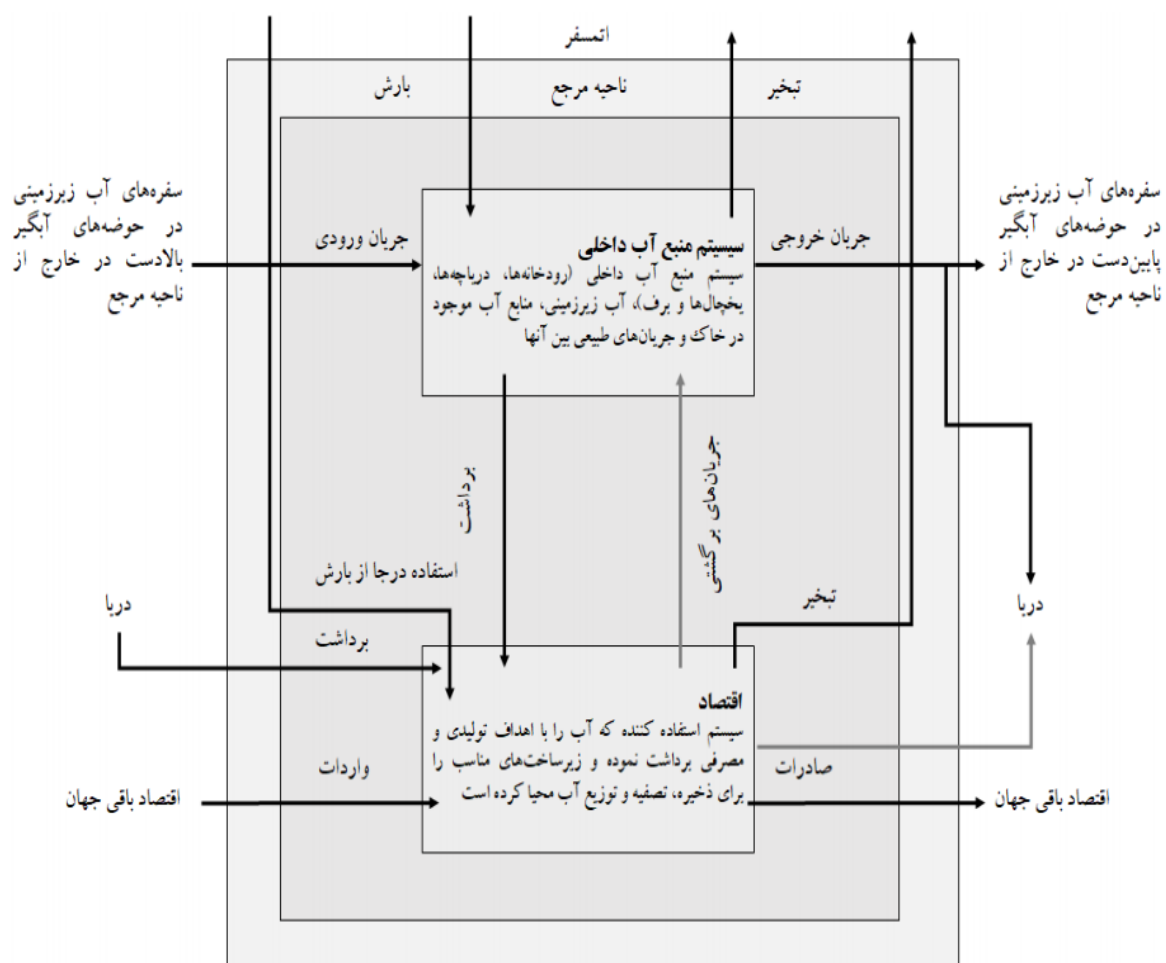 اتمسفر
بارش
ناحیه مرجع
تبخیر
سفره‌های آب زیرزمینی
در حوضه‌های آبگیر
بالادست در خارج از
ناحیه مرجع
جریان ورودی
سیستم منبع آب داخلی
سیستم منبع آب داخلی (رودخانه‌ها، دریاچه‌ها،
یخچال‌ها و برف)، آب زیرزمینی، منابع آب موجود
در خاک و جریان‌های طبیعی بین آنها
جریان خروجی
سفره‌های آب زیرزمینی
در حوضه‌های آبگیر
پایین‌دست در خارج از
ناحیه مرجع
برداشت
جریان‌های برگشتی
استفاده درجا از بارش
تبخیر
دریا
برداشت
دریا
اقتصاد
سیستم استفاده کننده که آب را با اهداف تولیدی و
مصرفی برداشت نموده و زیرساخت‌های مناسب را
برای ذخیره، تصفیه و توزیع آب محیا کرده است
واردات
صادرات
اقتصاد باقی جهان
اقتصاد باقی جهان